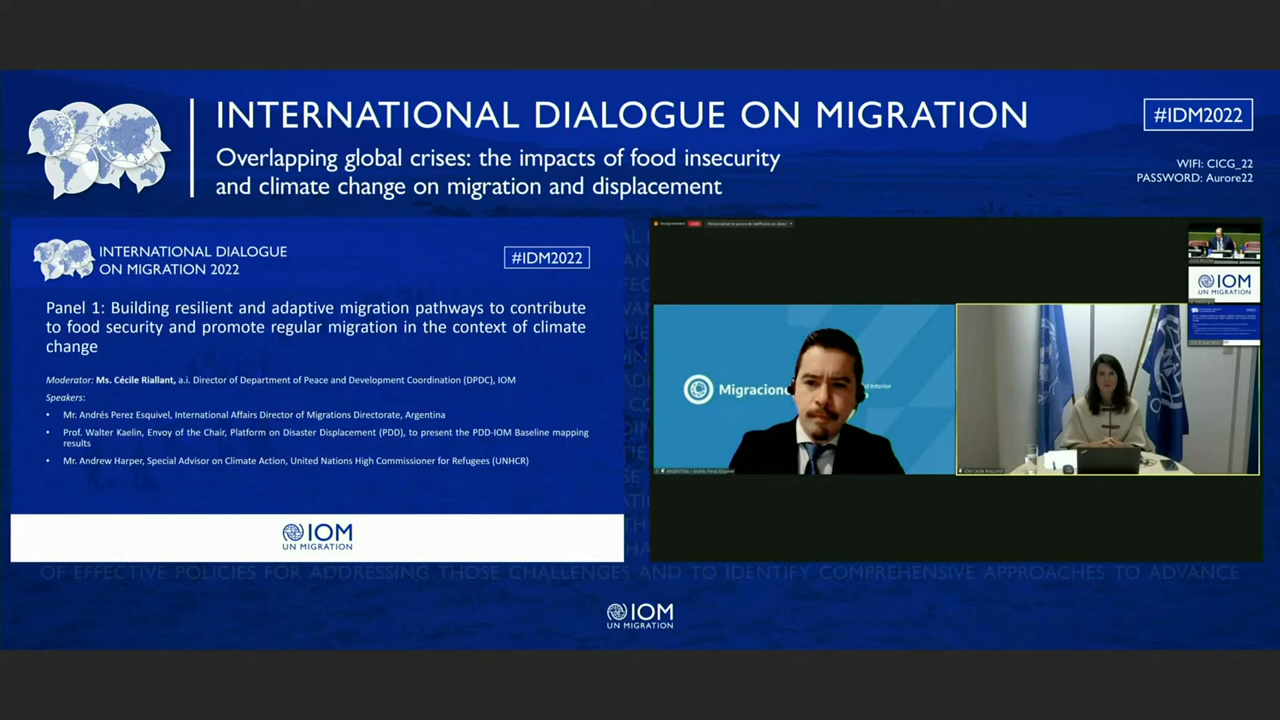 INTERNATIONAL DIALOGUE ON MIGRATION
Overlapping global crises: the impacts of food insecurity
and climate change on migration and displacement
#IDM2022
WIFI: CICG_22
PASSWORD: Aurore22
INTERNATIONAL DIALOGUE
ON MIGRATION 2022
#IDM2022
Panel 1: Building resilient and adaptive migration pathways to contribute
to food security and promote regular migration in the context of climate
change
Moderator: Ms. Cécile Riallant, a.i. Director of Department of Peace and Development Coordination (DPDC), IOM
Speakers:
• Mr. Andrés Perez Esquivel, International Affairs Director of Migrations Directorate, Argentina
• Prof. Walter Kaelin, Envoy of the Chair, Platform on Disaster Displacement (PDD), to present the PDD-IOM Baseline mapping
results
• Mr. Andrew Harper, Special Advisor on Climate Action, United Nations High Commissioner for Refugees (UNHCR)
IOM
UN MIGRATION
LIVE
IOM
UN MIGRATION
Migracione
Interior
ARGENTINA - Andrés Perez Esquivel
OF EFFECTIVE POLICIES FOR ADDRESSING THOSE CHALLENGES AND TO IDENTIFY COMPREHENSIVE APPROACHES TO ADVANCE
IOM
UN MIGRATION